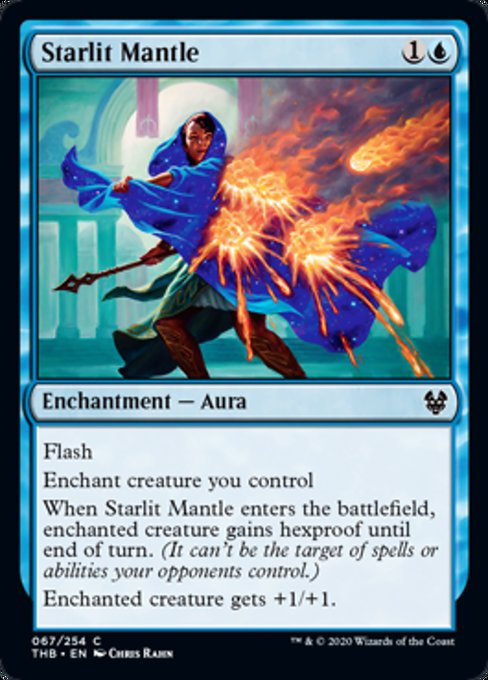 Starlit Mantle 1
Enchantment — Aura
Flash
Enchant creature you control
When Starlit Mantle enters the battlefield,
enchanted creature gains hexproof until
end of turn. (It can't be the target of spells or
abilities your opponents control.)
Enchanted creature gets +1/+1.
067/254 C
THB • EN Chris Rahn
™ & © 2020 Wizards of the Coast